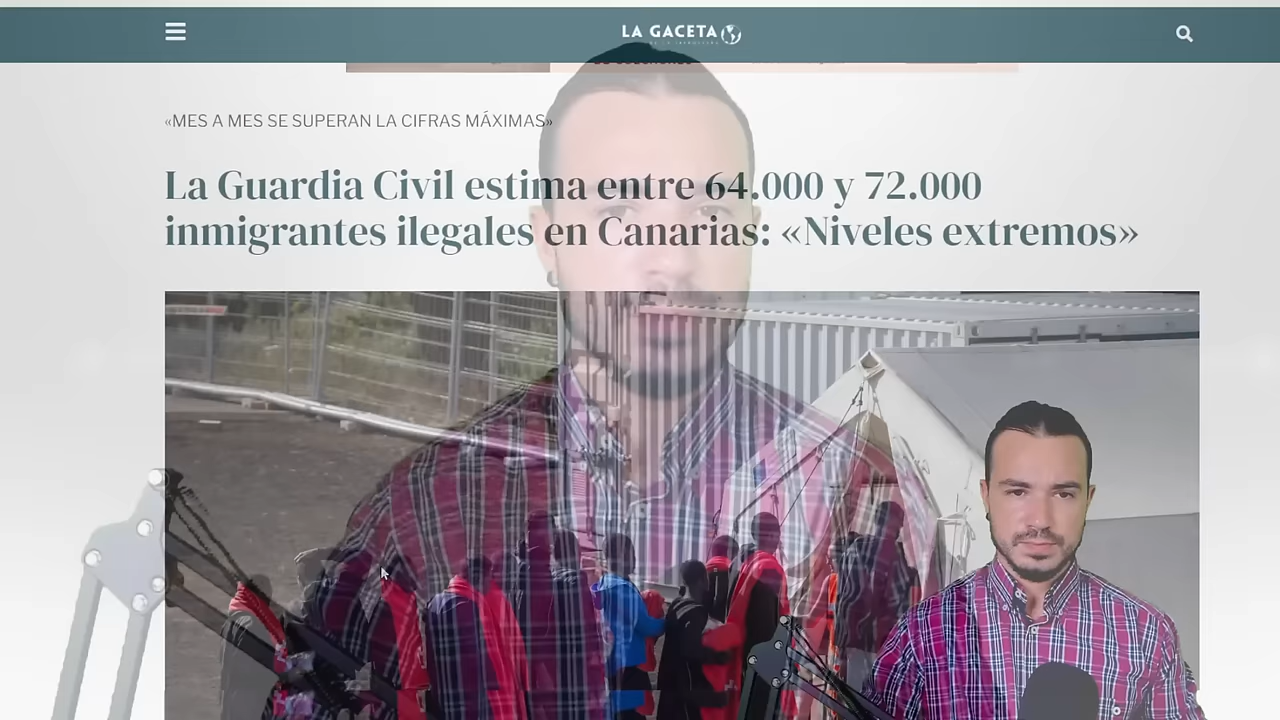 LA GACETA
«MES A MES SE SUPERAN LA CIFRAS MÁXIMAS»
La Guardia Civil estima entre 64.000 y 72.000
inmigrantes ilegales en Canarias: «Niveles extremos»